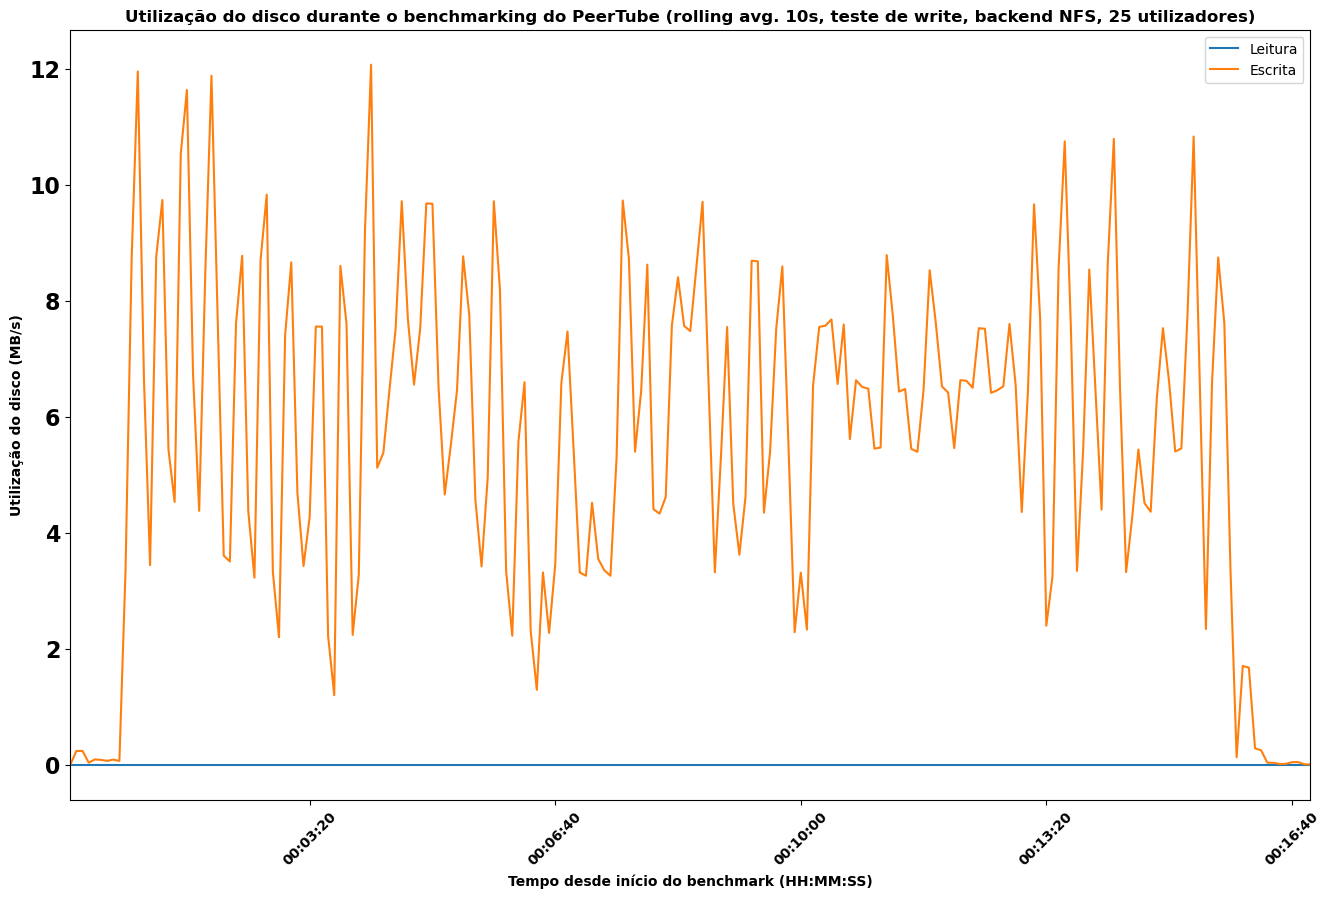 Utilização do disco durante o benchmarking do PeerTube (rolling avg. 10s, teste de write, backend NFS, 25 utilizadores)
Leitura
Escrita
12
10
8
6
4
2
0
Utilização do disco (MB/s)
00:03:20
00:06:40
00:10:00
00:13:20
00:16:40
Tempo desde início do benchmark (HH:MM:SS)